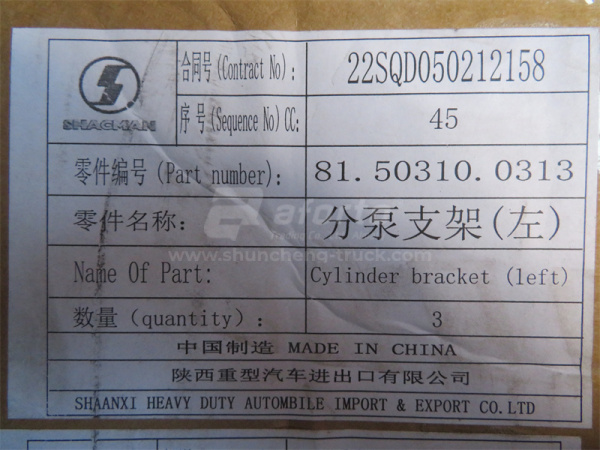 SHACMAN
合同号(Contract No): 22SQD050212158
序号(Sequence No)CC: 45
零件编号(Part number): 81.50310.0313
零件名称: 分泵支架(左)
Name Of Part: Cylinder bracket (left)
数量(quantity): 3
www.shuncheng-truck.com
中国制造 MADE IN CHINA
陕西重型汽车进出口有限公司
SHAANXI HEAVY DUTY AUTOMBILE IMPORT & EXPORT CO.LTD